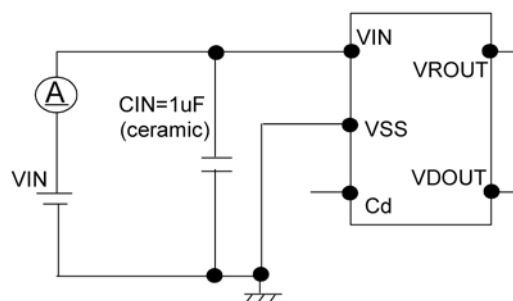 VIN
VROUT
A
CIN=1uF
(ceramic)
VSS
VIN
VDOUT
Cd